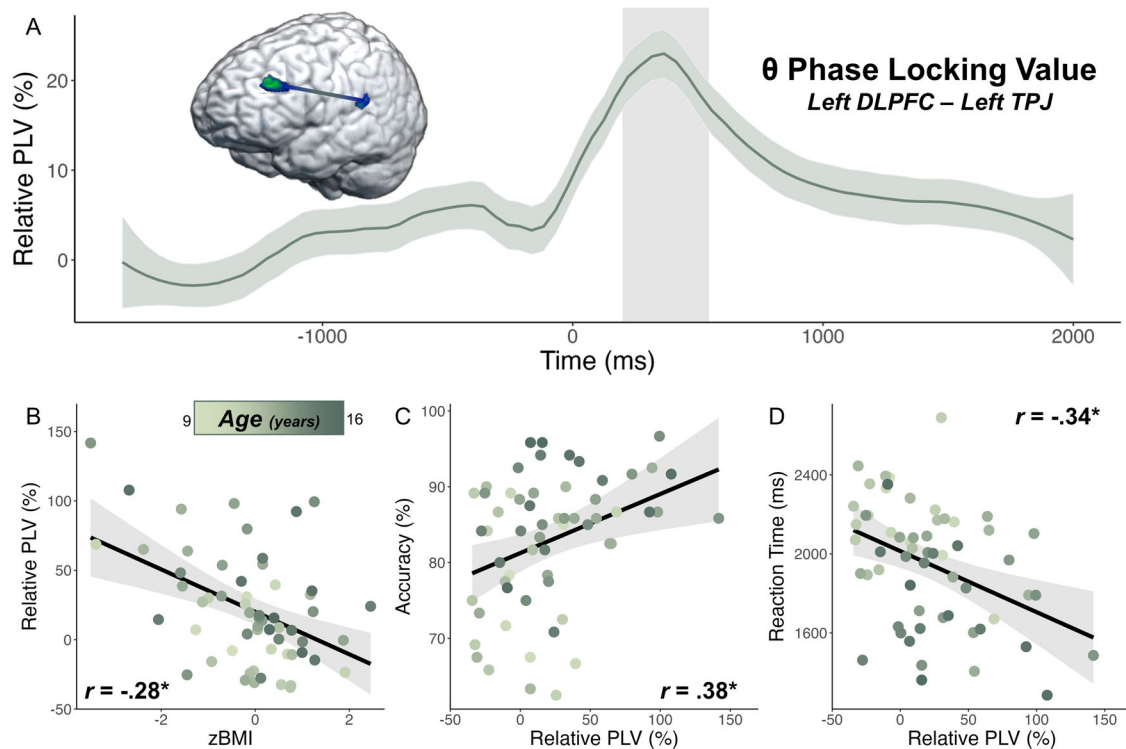 A
θ Phase Locking Value
Left DLPFC – Left TPJ
Relative PLV (%)
20
10
0
-1000
0
1000
2000
Time (ms)
B
9
Age (years)
16
Relative PLV (%)
150
100
50
0
-50
r = -.28*
-2
0
2
zBMI
C
Accuracy (%)
100
90
80
70
r = .38*
-50
0
50
100
150
Relative PLV (%)
D
r = -.34*
Reaction Time (ms)
2400
2000
1600
-50
0
50
100
150
Relative PLV (%)